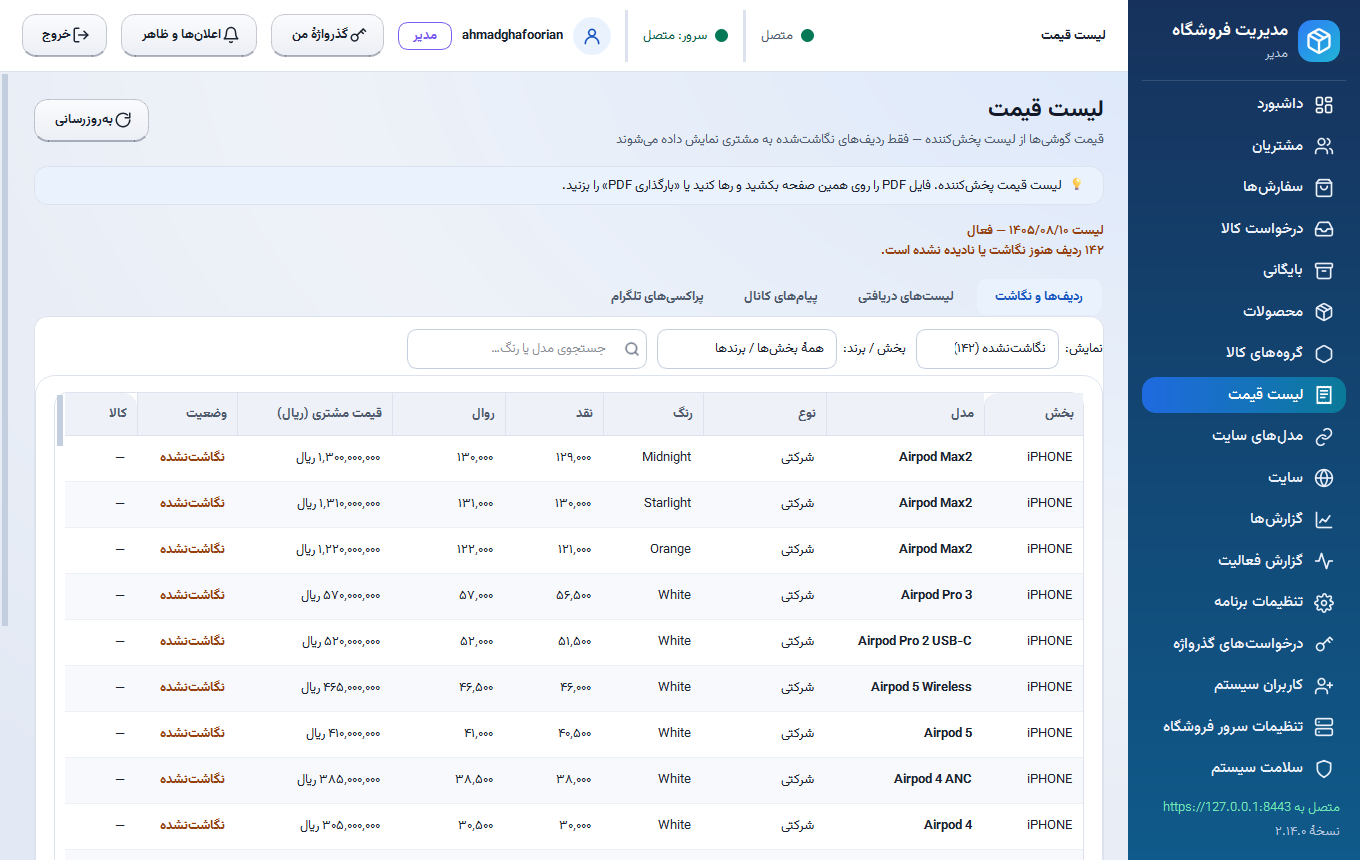 مدیریت فروشگاه
مدیر
داشبورد
مشتریان
سفارش‌ها
درخواست کالا
بایگانی
محصولات
گروه‌های کالا
لیست قیمت
مدل‌های سایت
سایت
گزارش‌ها
گزارش فعالیت
تنظیمات برنامه
درخواست‌های گذرواژه
کاربران سیستم
تنظیمات سرور فروشگاه
سلامت سیستم
متصل به https://127.0.0.1:8443
نسخهٔ ۲.۱۴.۰
لیست قیمت
متصل
سرور: متصل
ahmadghafoorian
مدیر
گذرواژهٔ من
اعلان‌ها و ظاهر
خروج
لیست قیمت
به‌روزرسانی
قیمت گوشی‌ها از لیست پخش‌کننده — فقط ردیف‌های نگاشت‌شده به مشتری نمایش داده می‌شوند
لیست قیمت پخش‌کننده. فایل PDF را روی همین صفحه بکشید و رها کنید یا «بارگذاری PDF» را بزنید.
لیست ۱۴۰۵/۰۸/۱۰ — فعال
۱۴۲ ردیف هنوز نگاشت یا نادیده نشده است.
ردیف‌ها و نگاشت
لیست‌های دریافتی
پیام‌های کانال
پراکسی‌های تلگرام
نمایش: نگاشت‌نشده (۱۴۲) بخش / برند: همهٔ بخش‌ها / برندها جستجوی مدل یا رنگ...
بخش مدل نوع رنگ نقد روال قیمت مشتری (ریال) وضعیت کالا
iPHONE Airpod Max2 شرکتی Midnight ۱۲۹,۰۰۰ ۱۳۰,۰۰۰ ۱,۳۰۰,۰۰۰,۰۰۰ ریال نگاشت‌نشده —
iPHONE Airpod Max2 شرکتی Starlight ۱۳۰,۰۰۰ ۱۳۱,۰۰۰ ۱,۳۱۰,۰۰۰,۰۰۰ ریال نگاشت‌نشده —
iPHONE Airpod Max2 شرکتی Orange ۱۲۱,۰۰۰ ۱۲۲,۰۰۰ ۱,۲۲۰,۰۰۰,۰۰۰ ریال نگاشت‌نشده —
iPHONE Airpod Pro 3 شرکتی White ۵۶,۵۰۰ ۵۷,۰۰۰ ۵۷۰,۰۰۰,۰۰۰ ریال نگاشت‌نشده —
iPHONE Airpod Pro 2 USB-C شرکتی White ۵۱,۵۰۰ ۵۲,۰۰۰ ۵۲۰,۰۰۰,۰۰۰ ریال نگاشت‌نشده —
iPHONE Airpod 5 Wireless شرکتی White ۴۶,۰۰۰ ۴۶,۵۰۰ ۴۶۵,۰۰۰,۰۰۰ ریال نگاشت‌نشده —
iPHONE Airpod 5 شرکتی White ۴۰,۵۰۰ ۴۱,۰۰۰ ۴۱۰,۰۰۰,۰۰۰ ریال نگاشت‌نشده —
iPHONE Airpod 4 ANC شرکتی White ۳۸,۰۰۰ ۳۸,۵۰۰ ۳۸۵,۰۰۰,۰۰۰ ریال نگاشت‌نشده —
iPHONE Airpod 4 شرکتی White ۳۰,۰۰۰ ۳۰,۵۰۰ ۳۰۵,۰۰۰,۰۰۰ ریال نگاشت‌نشده —